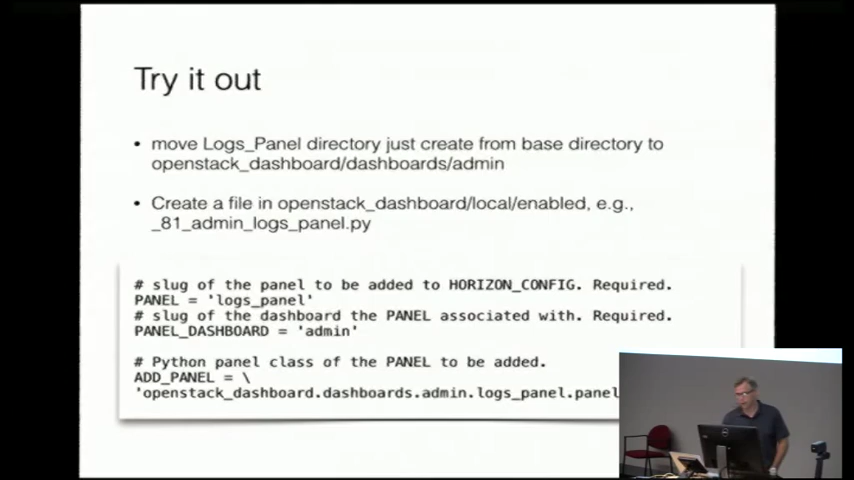 Try it out
• move Logs_Panel directory just create from base directory to
openstack_dashboard/dashboards/admin
• Create a file in openstack_dashboard/local/enabled, e.g.,
_81_admin_logs_panel.py
# slug of the panel to be added to HORIZON_CONFIG. Required.
PANEL = 'logs_panel'
# slug of the dashboard the PANEL associated with. Required.
PANEL_DASHBOARD = 'admin'
# Python panel class of the PANEL to be added.
ADD_PANEL = \
'openstack_dashboard.dashboards.admin.logs_panel.panel